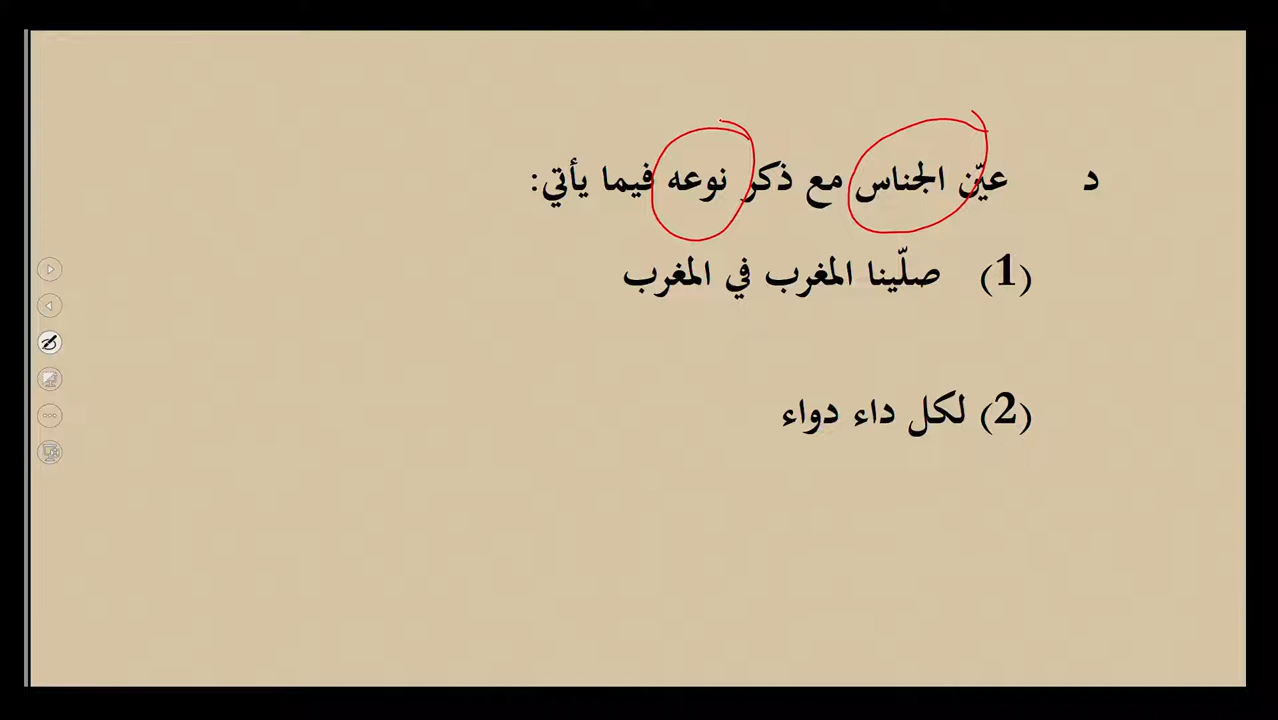 د عيّن الجناس مع ذكر نوعه فيما يأتي:
(1) صلّينا المغرب في المغرب
(2) لكل داء دواء